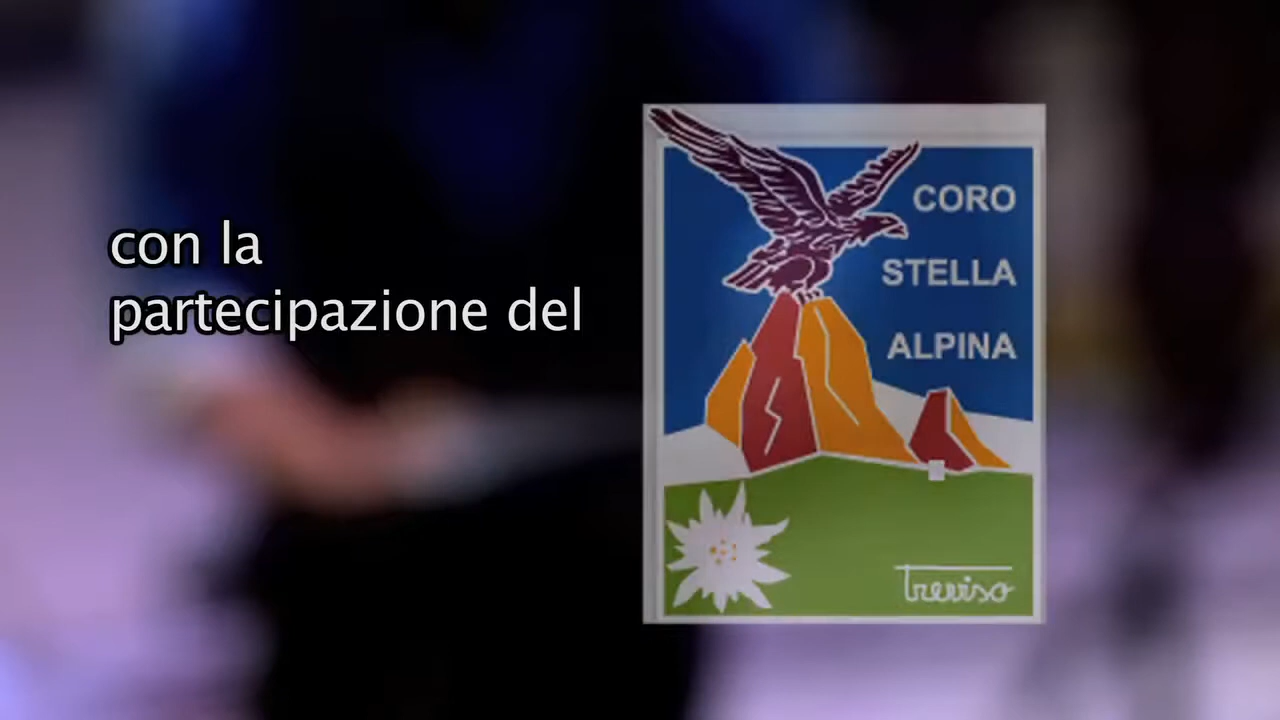 con la
partecipazione del
CORO
STELLA
ALPINA
Treviso